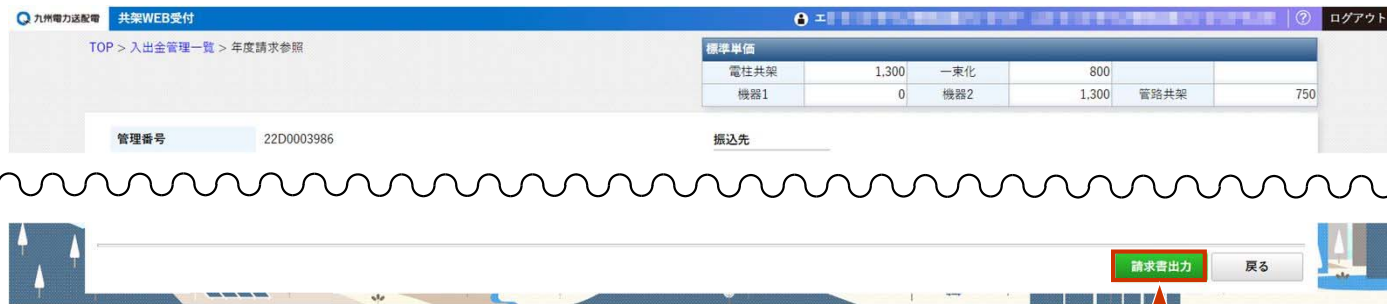 九州電力送配電 共架WEB受付 エ ? ログアウト
TOP > 入出金管理一覧 > 年度請求参照
標準単価
電柱共架 1,300 一束化 800
機器1 0 機器2 1,300 管路共架 750
管理番号 22D0003986 振込先
請求書出力 戻る